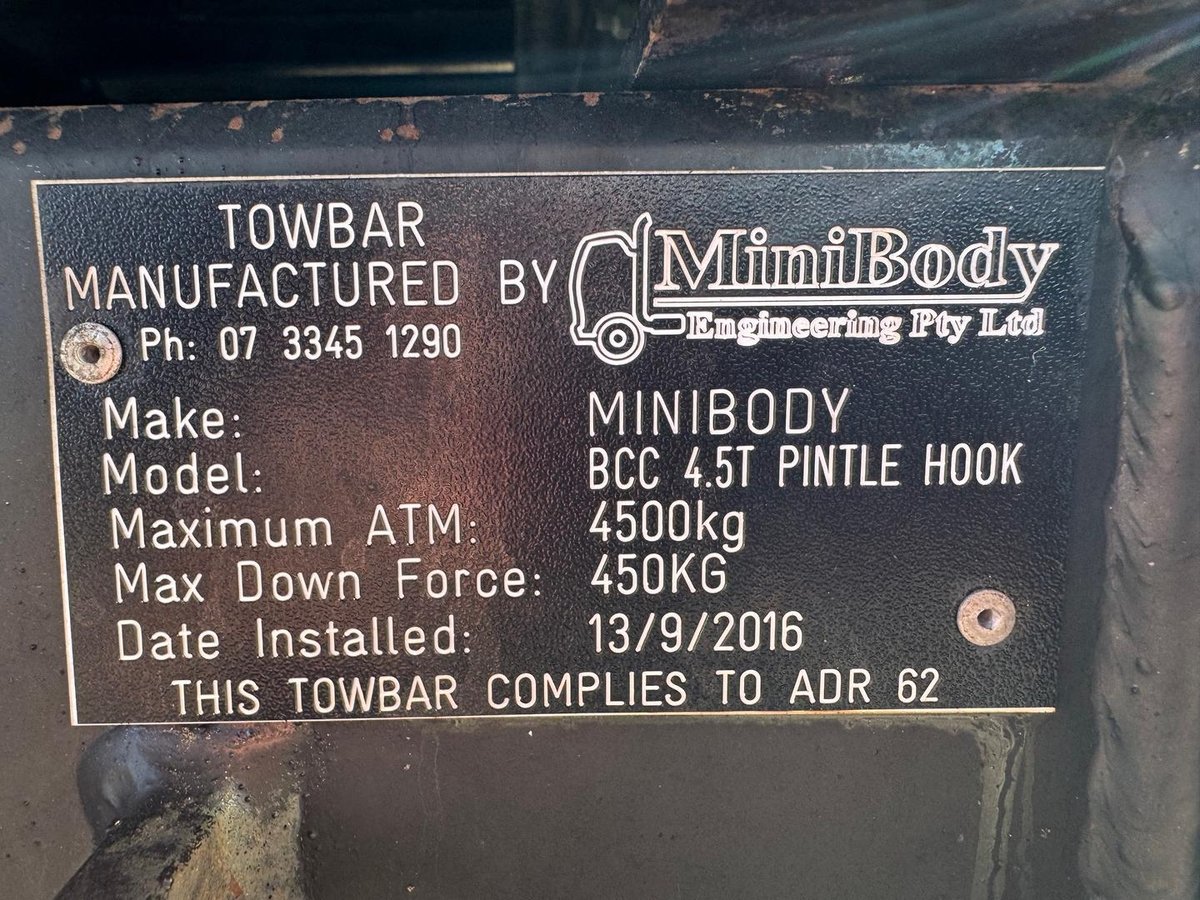 TOWBAR
MANUFACTURED BY
Ph: 07 3345 1290
MiniBody
Engineering Pty Ltd
Make: MINIBODY
Model: BCC 4.5T PINTLE HOOK
Maximum ATM: 4500kg
Max Down Force: 450KG
Date Installed: 13/9/2016
THIS TOWBAR COMPLIES TO ADR 62